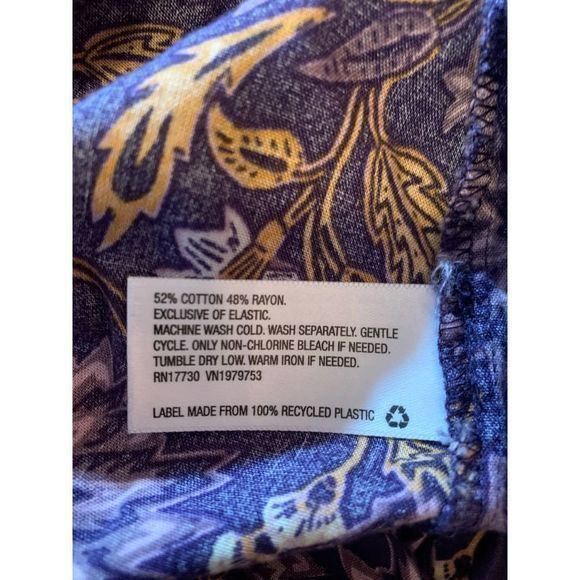 52% COTTON 48% RAYON.
EXCLUSIVE OF ELASTIC.
MACHINE WASH COLD. WASH SEPARATELY. GENTLE
CYCLE. ONLY NON-CHLORINE BLEACH IF NEEDED.
TUMBLE DRY LOW. WARM IRON IF NEEDED.
RN17730 VN1979753
LABEL MADE FROM 100% RECYCLED PLASTIC